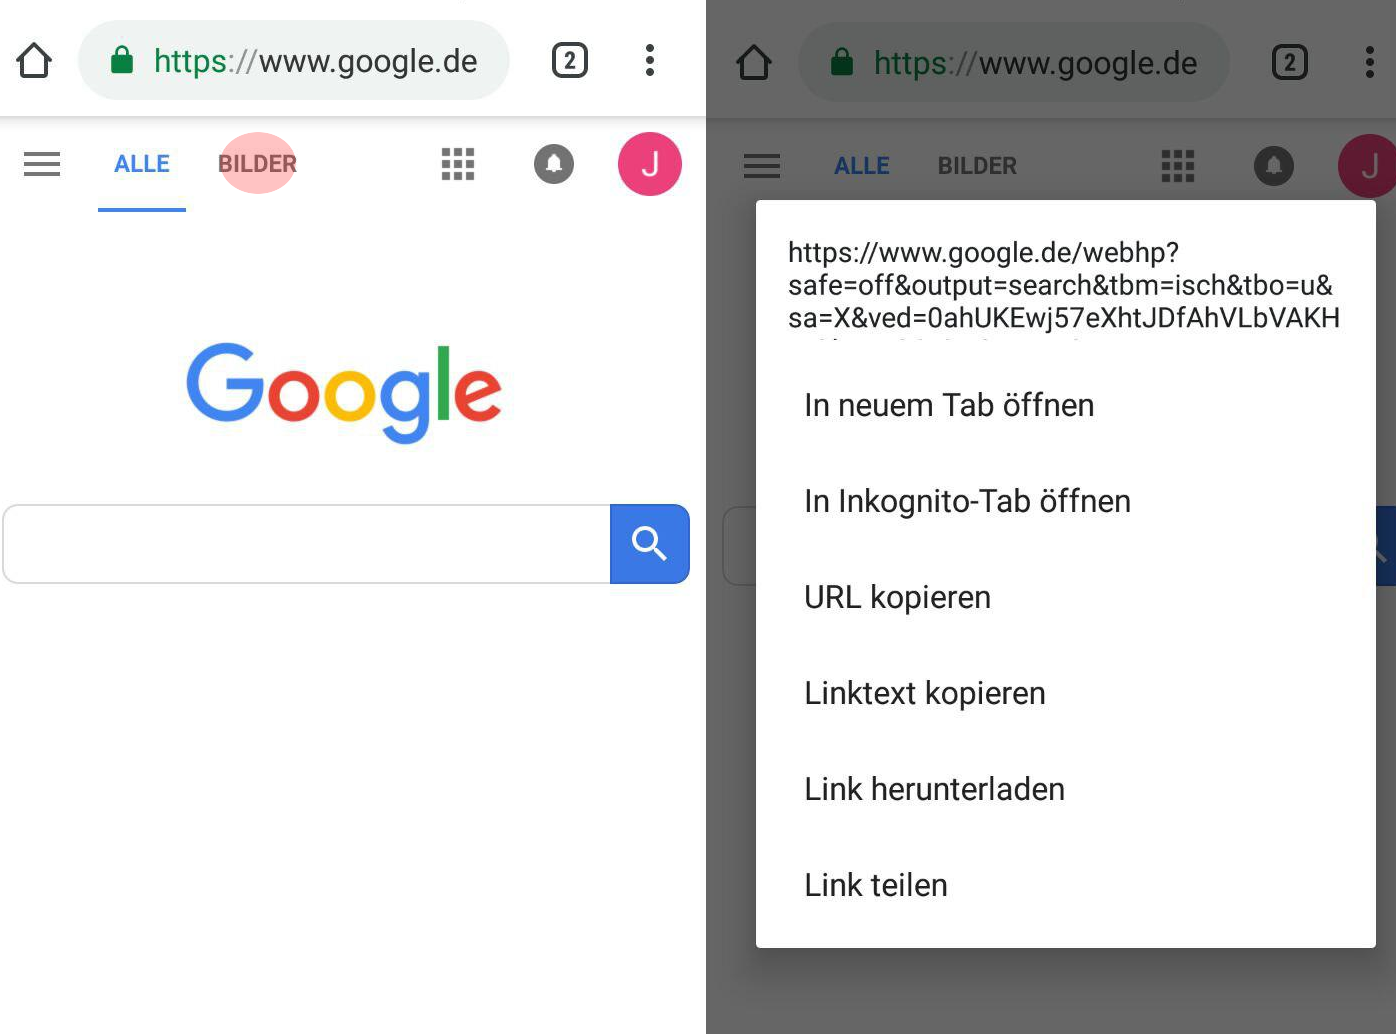 https://www.google.de
2
ALLE
BILDER
J
Google
https://www.google.de
2
ALLE
BILDER
J
https://www.google.de/webhp?
safe=off&output=search&tbm=isch&tbo=u&
sa=X&ved=0ahUKEwj57eXhtJDfAhVLbVAKH
In neuem Tab öffnen
In Inkognito-Tab öffnen
URL kopieren
Linktext kopieren
Link herunterladen
Link teilen